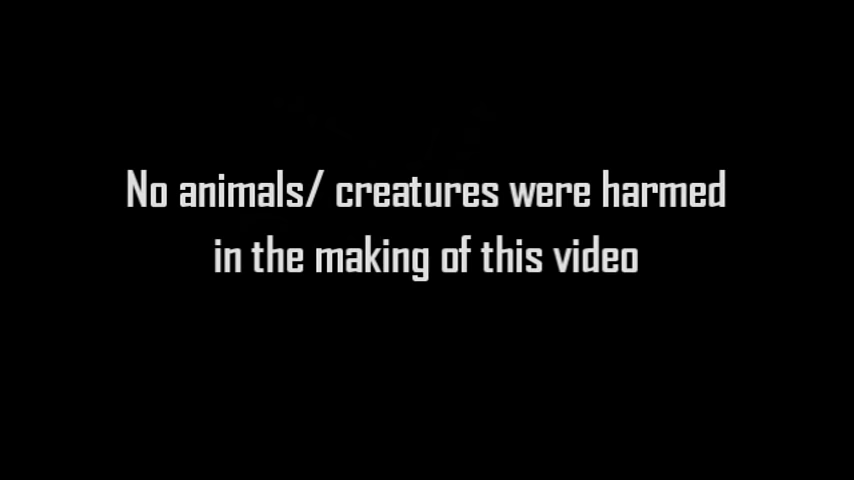 No animals/ creatures were harmed
in the making of this video